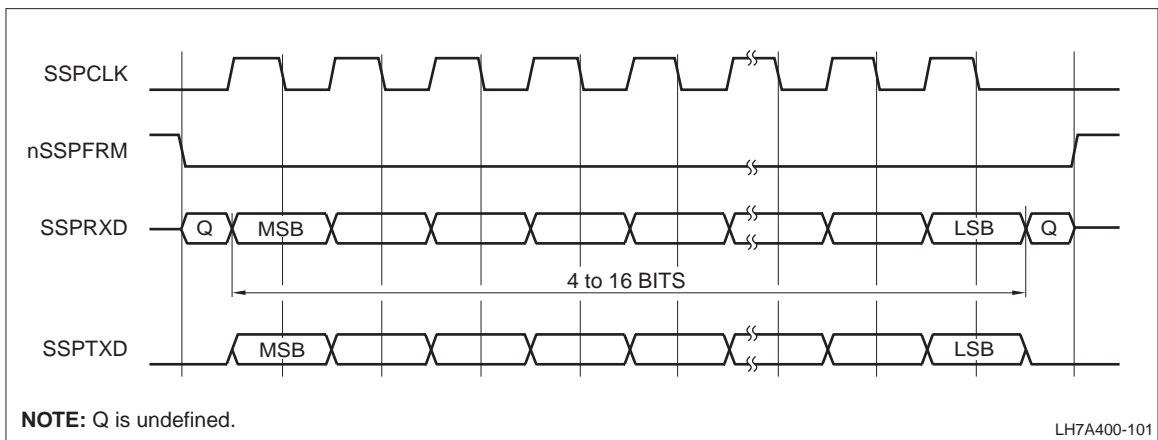 SSPCLK
nSSPFRM
SSPRXD
Q
MSB
LSB
Q
4 to 16 BITS
SSPTXD
MSB
LSB
NOTE: Q is undefined.
LH7A400-101